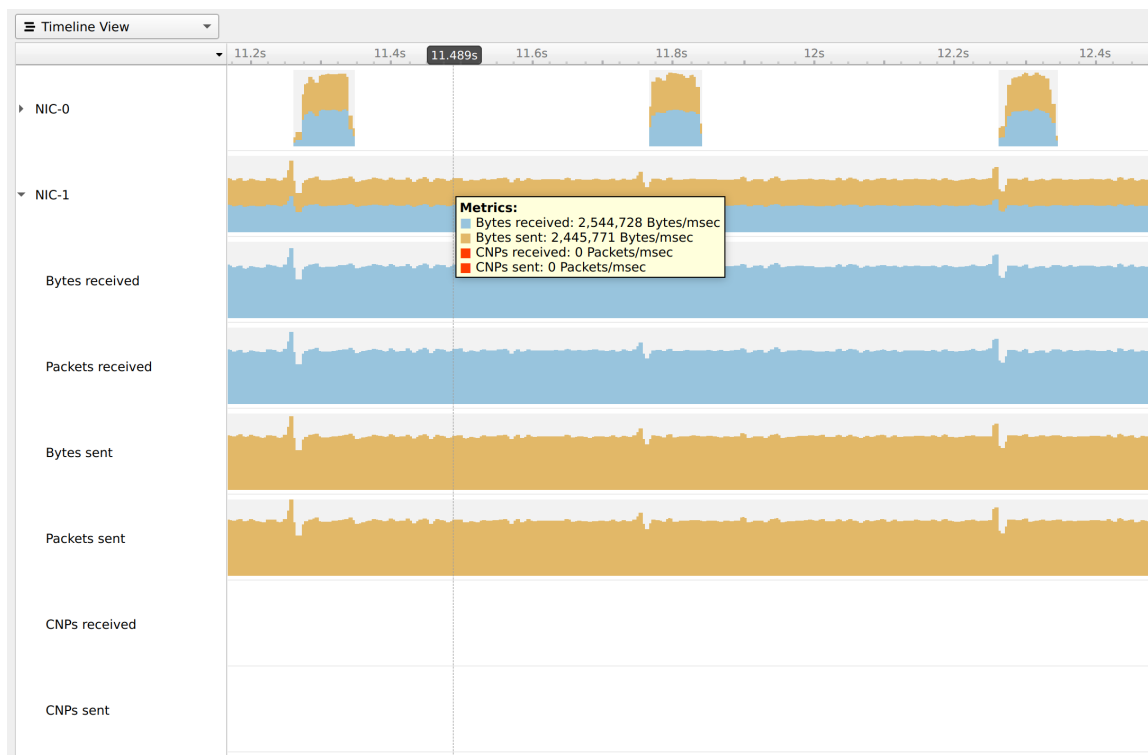 Timeline View
11.2s 11.4s 11.489s 11.6s 11.8s 12s 12.2s 12.4s
NIC-0
NIC-1
Metrics:
Bytes received: 2,544,728 Bytes/msec
Bytes sent: 2,445,771 Bytes/msec
CNPs received: 0 Packets/msec
CNPs sent: 0 Packets/msec
Bytes received
Packets received
Bytes sent
Packets sent
CNPs received
CNPs sent